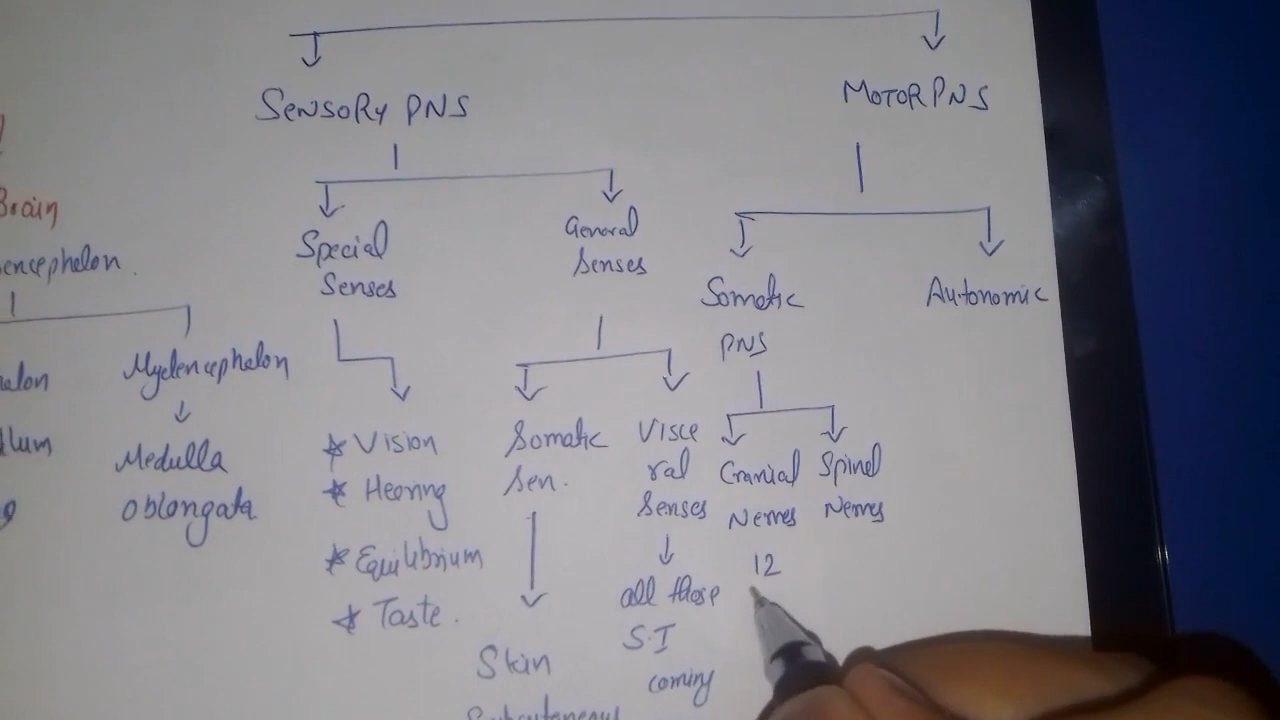 SENSORY PNS
MOTOR PNS
Brain
encephalon.
Special
Senses
General
Senses
Somatic
PNS
Autonomic
Myelencephalon
Medulla
oblongata
* Vision
* Hearing
* Equilibrium
* Taste.
Somatic
Sen.
Skin
Subcutaneous
Visce
ral
Senses
all those
S.I
coming
Cranial
Nerves
12
Spinal
Nerves